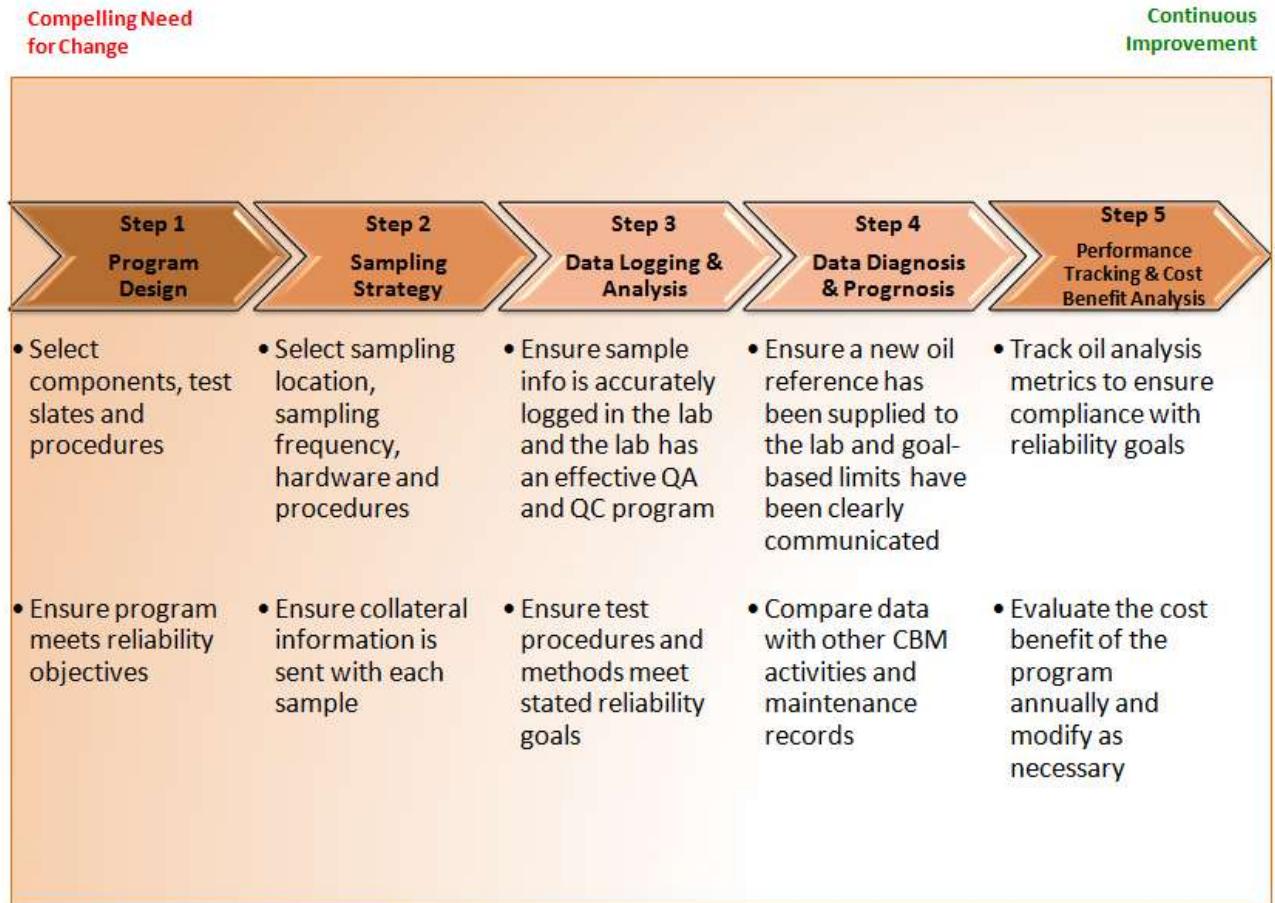 Compelling Need
for Change
Continuous
Improvement
Step 1
Program
Design
Step 2
Sampling
Strategy
Step 3
Data Logging &
Analysis
Step 4
Data Diagnosis
& Progrnosis
Step 5
Performance
Tracking & Cost
Benefit Analysis
• Select
components, test
slates and
procedures
• Ensure program
meets reliability
objectives
• Select sampling
location,
sampling
frequency,
hardware and
procedures
• Ensure collateral
information is
sent with each
sample
• Ensure sample
info is accurately
logged in the lab
and the lab has
an effective QA
and QC program
• Ensure test
procedures and
methods meet
stated reliability
goals
• Ensure a new oil
reference has
been supplied to
the lab and goal-
based limits have
been clearly
communicated
• Compare data
with other CBM
activities and
maintenance
records
• Track oil analysis
metrics to ensure
compliance with
reliability goals
• Evaluate the cost
benefit of the
program
annually and
modify as
necessary